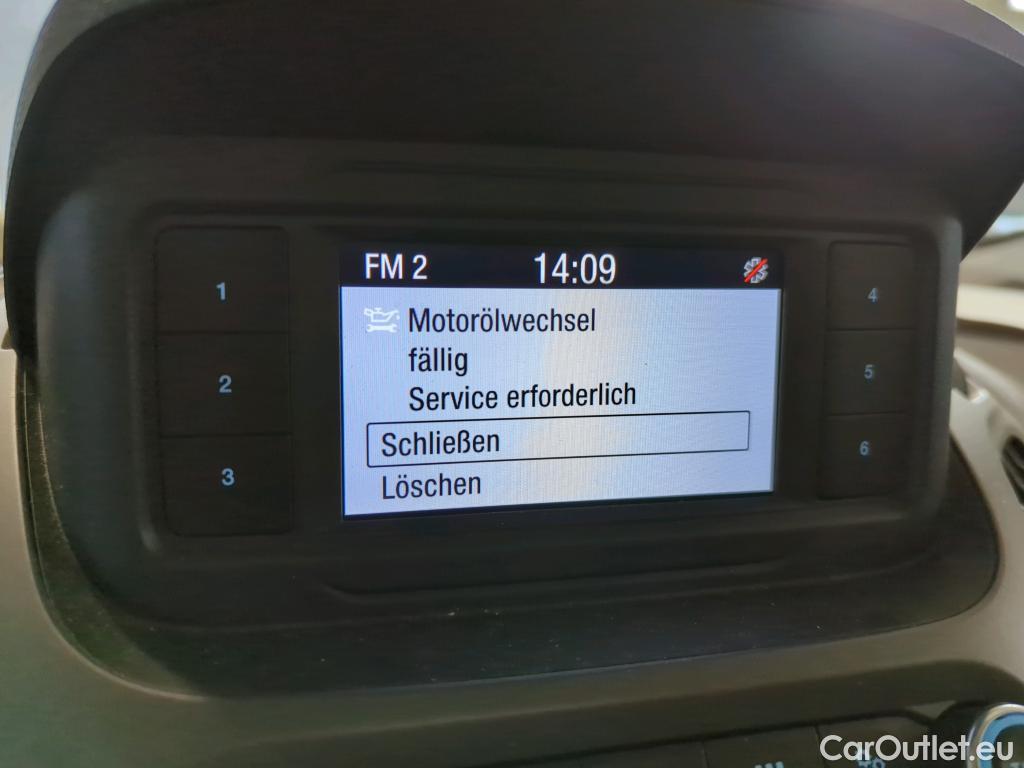 FM 2 14:09
Motorölwechsel
fällig
Service erforderlich
Schließen
Löschen
1
2
3
4
5
6
CarOutlet.eu